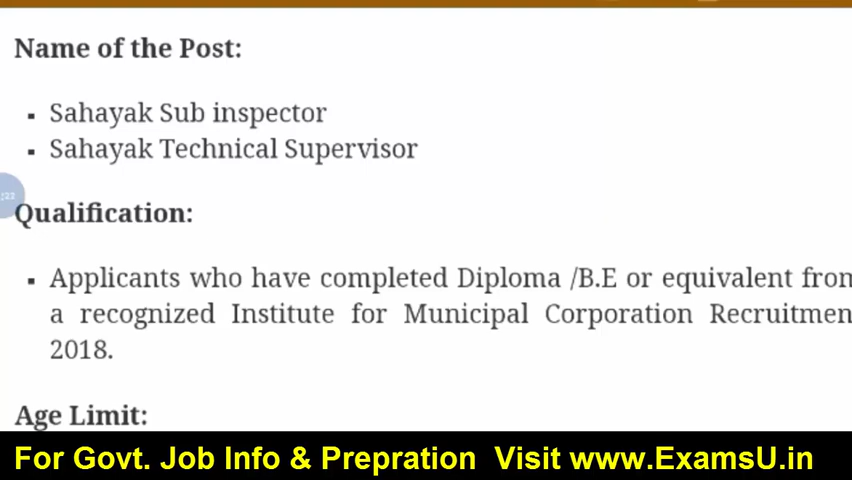 Name of the Post:
▪ Sahayak Sub inspector
▪ Sahayak Technical Supervisor
Qualification:
▪ Applicants who have completed Diploma /B.E or equivalent from
a recognized Institute for Municipal Corporation Recruitmen
2018.
Age Limit:
For Govt. Job Info & Prepration Visit www.ExamsU.in